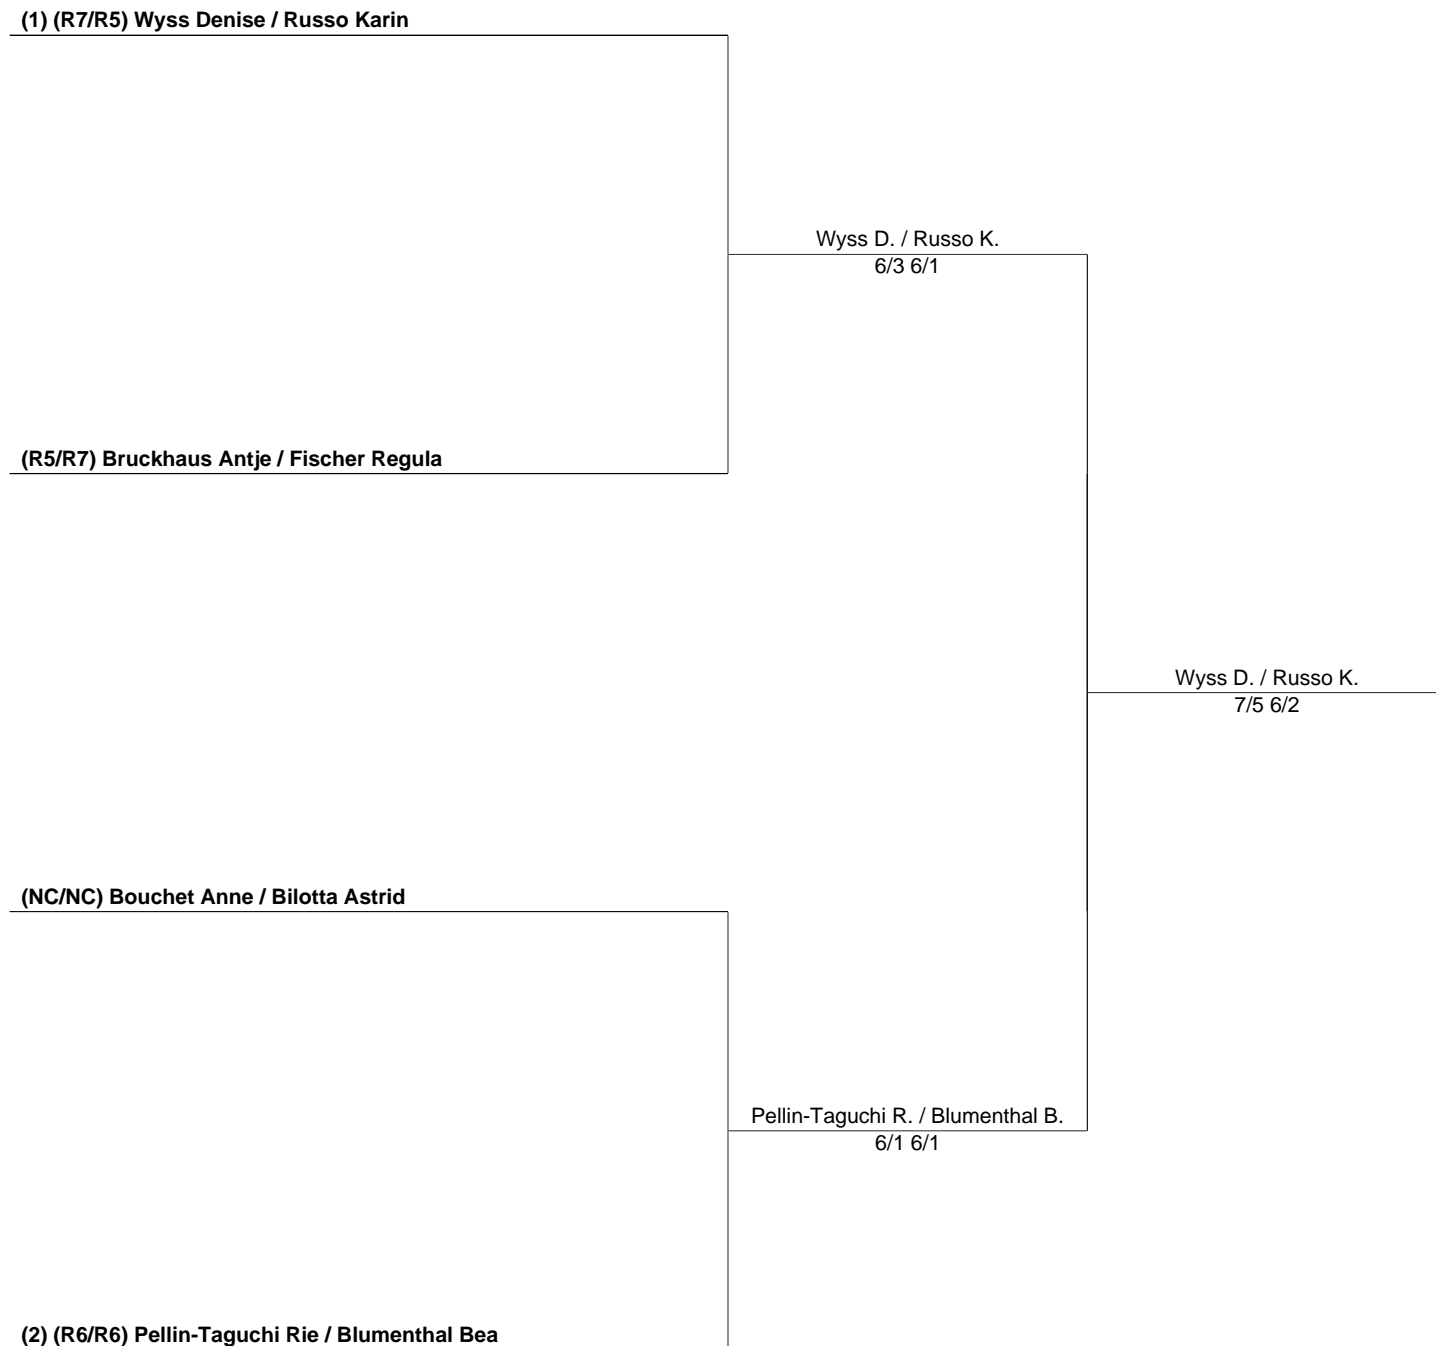 (1) (R7/R5) Wyss Denise / Russo Karin
Wyss D. / Russo K.
6/3 6/1
(R5/R7) Bruckhaus Antje / Fischer Regula
Wyss D. / Russo K.
7/5 6/2
(NC/NC) Bouchet Anne / Bilotta Astrid
Pellin-Taguchi R. / Blumenthal B.
6/1 6/1
(2) (R6/R6) Pellin-Taguchi Rie / Blumenthal Bea